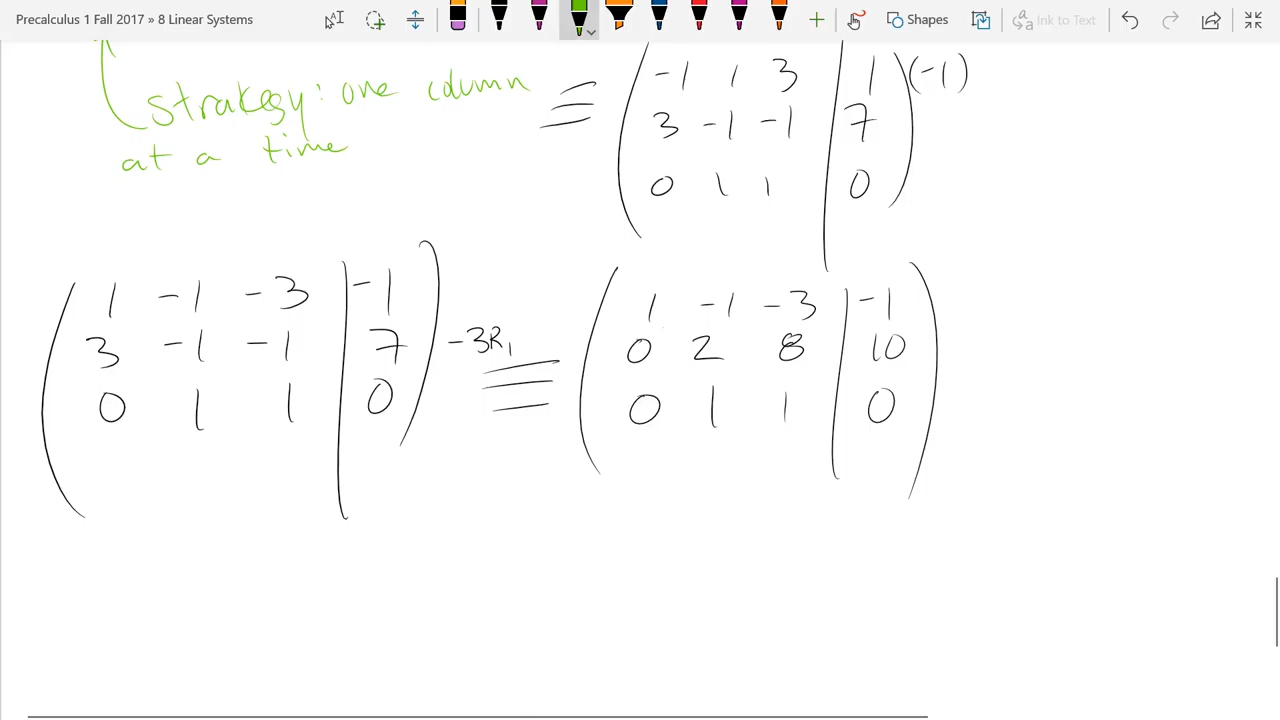 Precalculus 1 Fall 2017 » 8 Linear Systems
Shapes
Ink to Text
strategy: one column
at a time
≡
-1 1 3 | 1 (-1)
3 -1 -1 | 7
0 1 1 | 0
1 -1 -3 | -1
3 -1 -1 | 7 -3R₁
0 1 1 | 0
≡
1 -1 -3 | -1
0 2 8 | 10
0 1 1 | 0